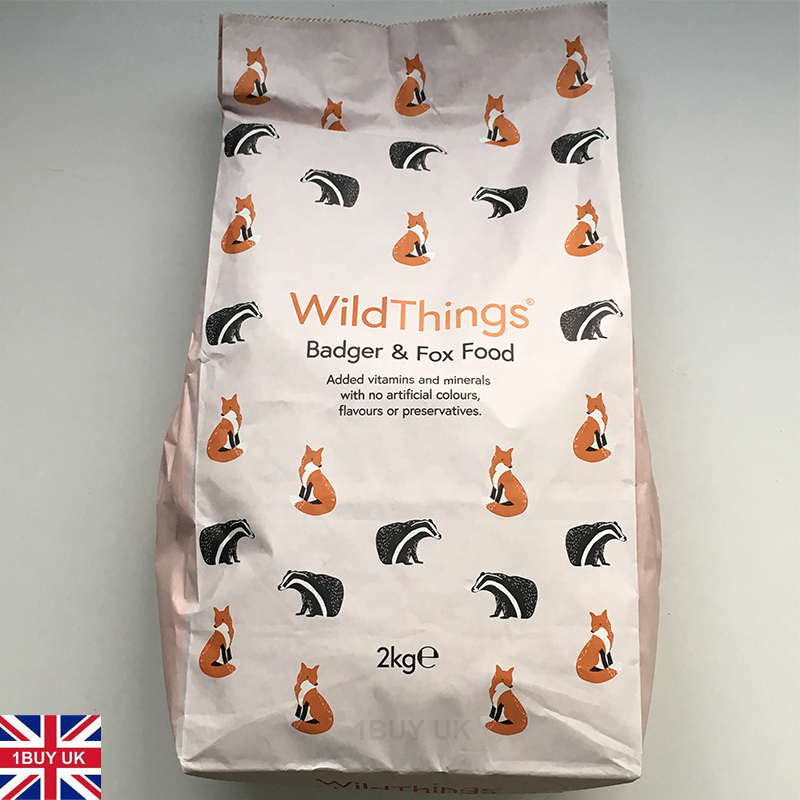 WildThings®
Badger & Fox Food
Added vitamins and minerals
with no artificial colours,
flavours or preservatives.
2kg℮
1BUY UK
1BUY UK
WildThings